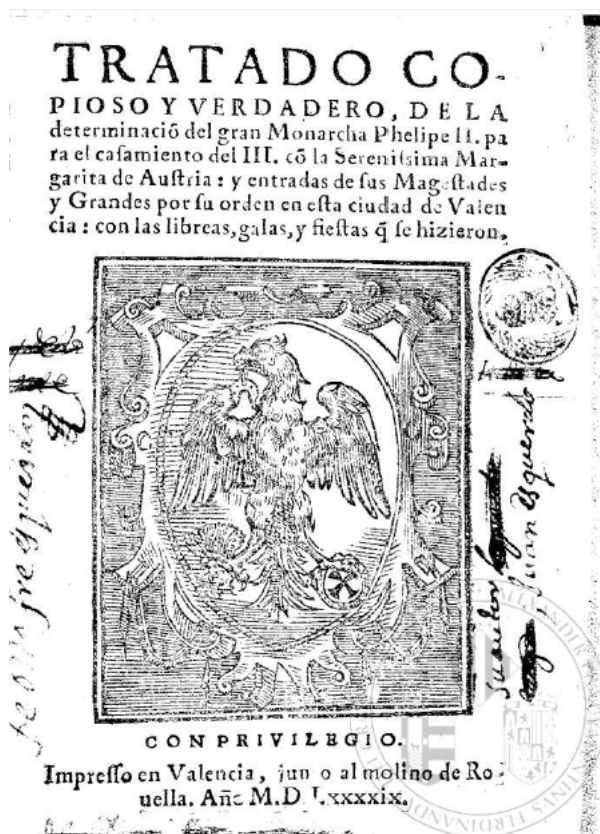 TRATADO CO-
PIOSO Y VERDADERO, DE LA
determinaciõ del gran Monarcha Phelipe II. pa
ra el casamiento del III. cõ la Serenissima Mar-
garita de Austria : y entradas de sus Magestades
y Grandes por su orden en esta ciudad de Valen
cia : con las libreas, galas, y fiestas q̃ se hizieron.
Juan esquerdo
CON PRIVILEGIO.
Impresso en Valencia, jun o al molino de Ro-
uella. Añ M.D Lxxxxix.